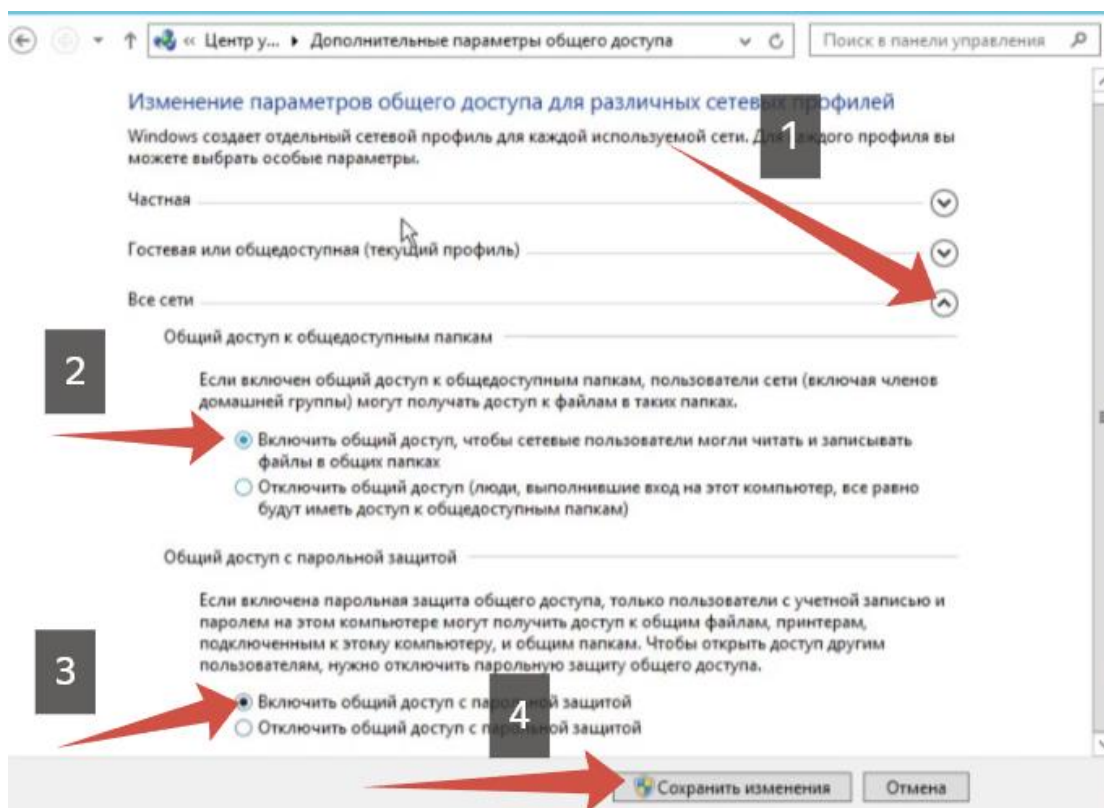 « Центр у... ▸ Дополнительные параметры общего доступа
Поиск в панели управления
Изменение параметров общего доступа для различных сетевых профилей
Windows создает отдельный сетевой профиль для каждой используемой сети. Для каждого профиля вы
можете выбрать особые параметры.
1
Частная
Гостевая или общедоступная (текущий профиль)
Все сети
Общий доступ к общедоступным папкам
2
Если включен общий доступ к общедоступным папкам, пользователи сети (включая членов
домашней группы) могут получать доступ к файлам в таких папках.
Включить общий доступ, чтобы сетевые пользователи могли читать и записывать
файлы в общих папках
Отключить общий доступ (люди, выполнившие вход на этот компьютер, все равно
будут иметь доступ к общедоступным папкам)
Общий доступ с парольной защитой
Если включена парольная защита общего доступа, только пользователи с учетной записью и
паролем на этом компьютере могут получить доступ к общим файлам, принтерам,
подключенным к этому компьютеру, и общим папкам. Чтобы открыть доступ другим
пользователям, нужно отключить парольную защиту общего доступа.
3
Включить общий доступ с парольной защитой
Отключить общий доступ с парольной защитой
4
Сохранить изменения
Отмена